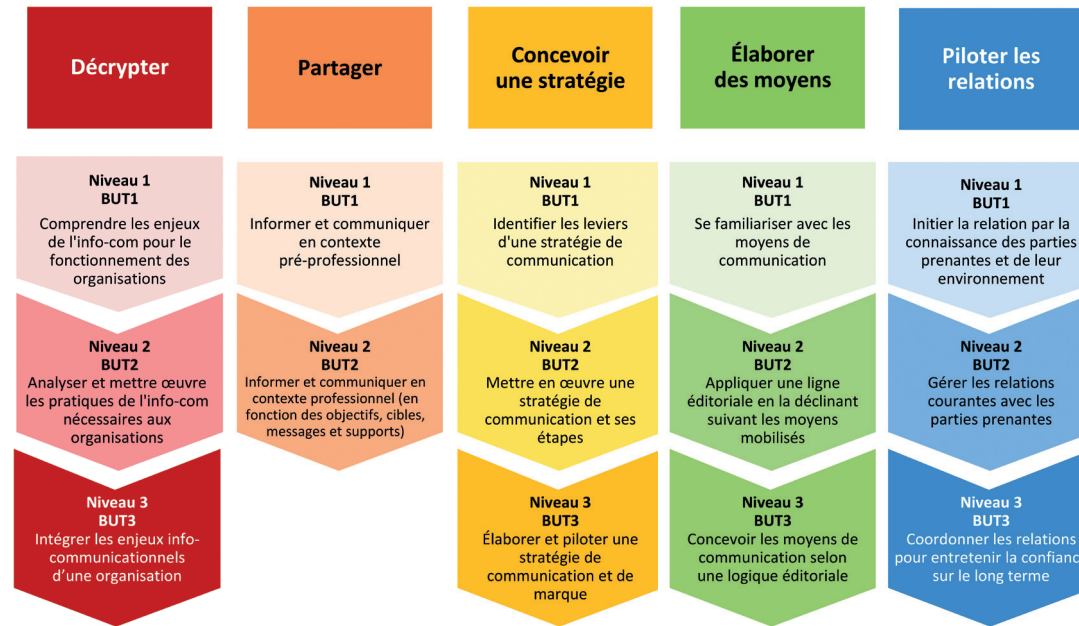 Décrypter
Partager
Concevoir
une stratégie
Élaborer
des moyens
Piloter les
relations
Niveau 1
BUT1
Comprendre les enjeux
de l'info-com pour le
fonctionnement des
organisations
Niveau 1
BUT1
Informer et communiquer
en contexte
pré-professionnel
Niveau 1
BUT1
Identifier les leviers
d'une stratégie de
communication
Niveau 1
BUT1
Se familiariser avec les
moyens de
communication
Niveau 1
BUT1
Initier la relation par la
connaissance des parties
prenantes et de leur
environnement
Niveau 2
BUT2
Analyser et mettre œuvre
les pratiques de l'info-com
nécessaires aux
organisations
Niveau 2
BUT2
Informer et communiquer en
contexte professionnel (en
fonction des objectifs, cibles,
messages et supports)
Niveau 2
BUT2
Mettre en œuvre une
stratégie de
communication et ses
étapes
Niveau 2
BUT2
Appliquer une ligne
éditoriale en la déclinant
suivant les moyens
mobilisés
Niveau 2
BUT2
Gérer les relations
courantes avec les
parties prenantes
Niveau 3
BUT3
Intégrer les enjeux info-
communicationnels
d’une organisation
Niveau 3
BUT3
Élaborer et piloter une
stratégie de
communication et de
marque
Niveau 3
BUT3
Concevoir les moyens de
communication selon
une logique éditoriale
Niveau 3
BUT3
Coordonner les relations
pour entretenir la confianc
sur le long terme